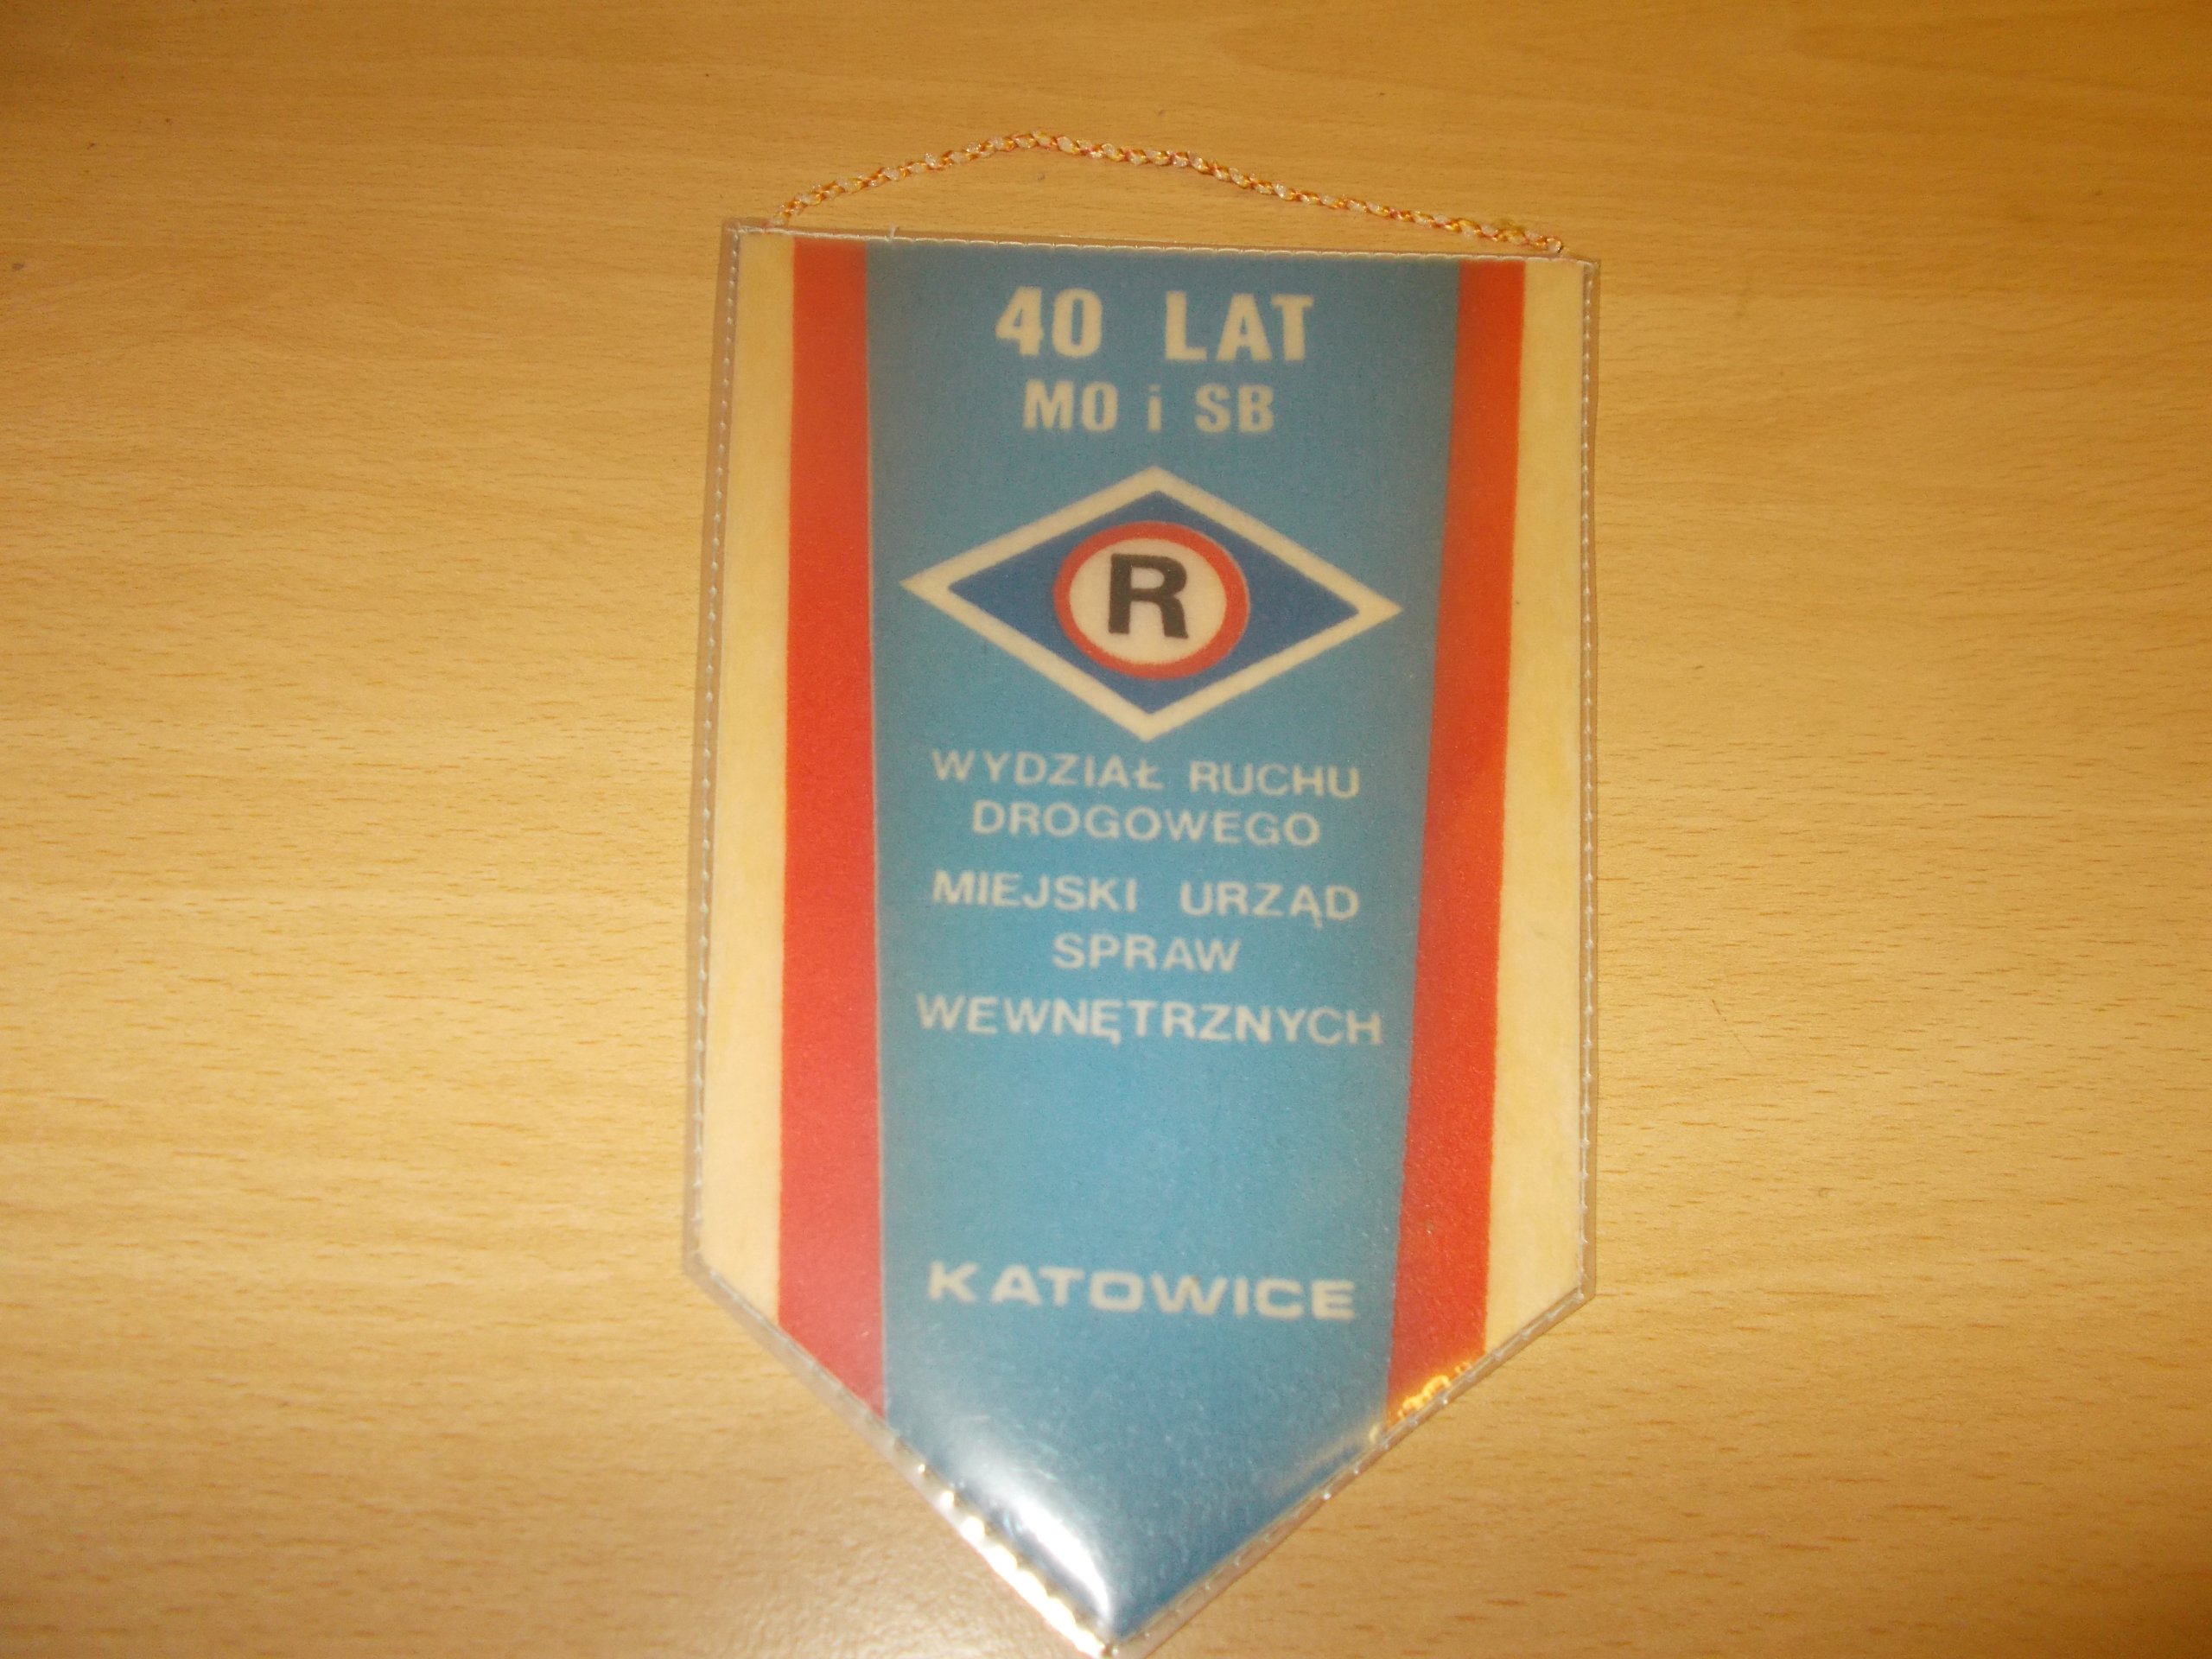 40 LAT
MO i SB
R
WYDZIAŁ RUCHU
DROGOWEGO
MIEJSKI URZĄD
SPRAW
WEWNĘTRZNYCH
KATOWICE